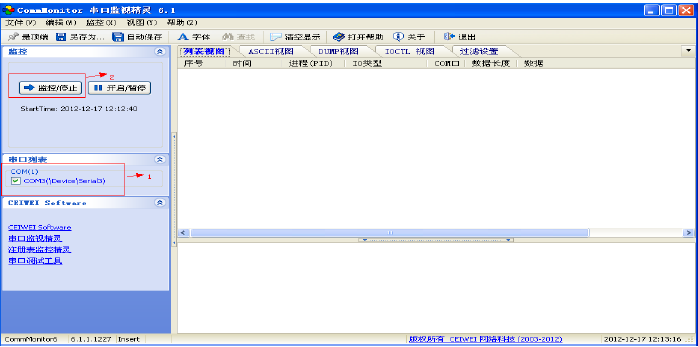 CommMonitor 串口监视精灵 6.1
文件(F) 编辑(M) 监控(X) 视图(Y) 帮助(Z)
最顶端 另存为... 自动保存 字体 查找 清空显示 打开帮助 关于 退出
监控
2
监控/停止 开启/暂停
StartTime: 2012-12-17 12:12:40
串口列表
COM(1)
COM3(\Device\Serial3)
1
CEIWEI Software
CEIWEI Software
串口监视精灵
注册表监控精灵
串口调试工具
列表视图 ASCII视图 DUMP视图 IOCTL 视图 过滤设置
序号 时间 进程(PID) IO类型 COM口 数据长度 数据
CommMonitor6 6.1.1.1227 Insert 版权所有 CEIWEI 网络科技 (2003-2012) 2012-12-17 12:13:16